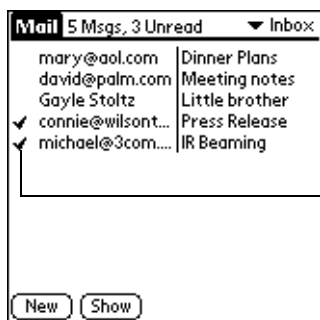 Mail 5 Msgs, 3 Unread Inbox
mary@aol.com Dinner Plans
david@palm.com Meeting notes
Gayle Stoltz Little brother
connie@wilsont... Press Release
michael@3com.... IR Beaming
New Show